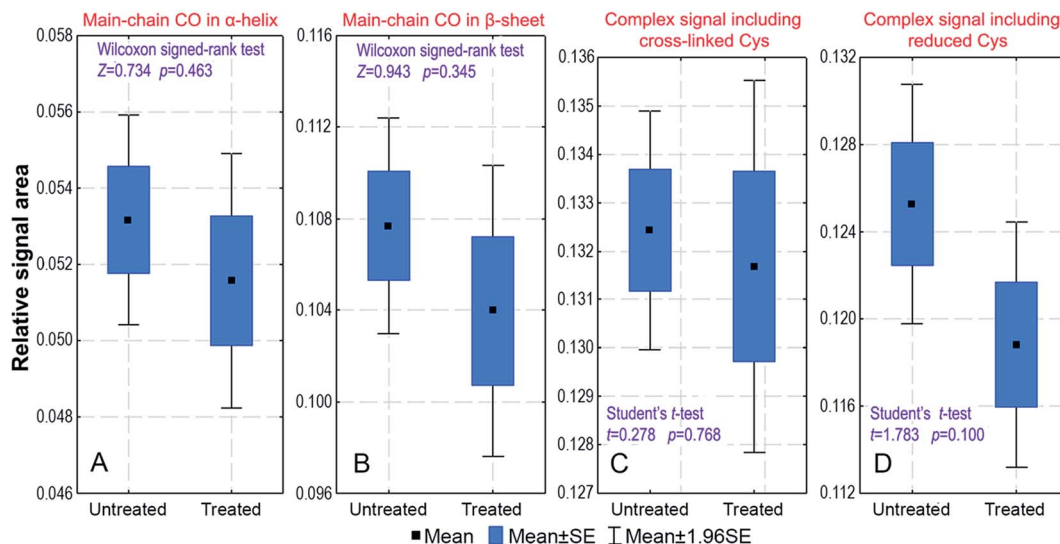 Main-chain CO in α-helix
Main-chain CO in β-sheet
Complex signal including
cross-linked Cys
Complex signal including
reduced Cys
Relative signal area
0.058
0.056
0.054
0.052
0.050
0.048
0.046
Wilcoxon signed-rank test
Z=0.734 p=0.463
A
Untreated
Treated
0.116
0.112
0.108
0.104
0.100
0.096
Wilcoxon signed-rank test
Z=0.943 p=0.345
B
Untreated
Treated
0.136
0.135
0.134
0.133
0.132
0.131
0.130
0.129
0.128
0.127
Student's t-test
t=0.278 p=0.768
C
Untreated
Treated
0.132
0.128
0.124
0.120
0.116
0.112
Student's t-test
t=1.783 p=0.100
D
Untreated
Treated
Mean Mean±SE Mean±1.96SE